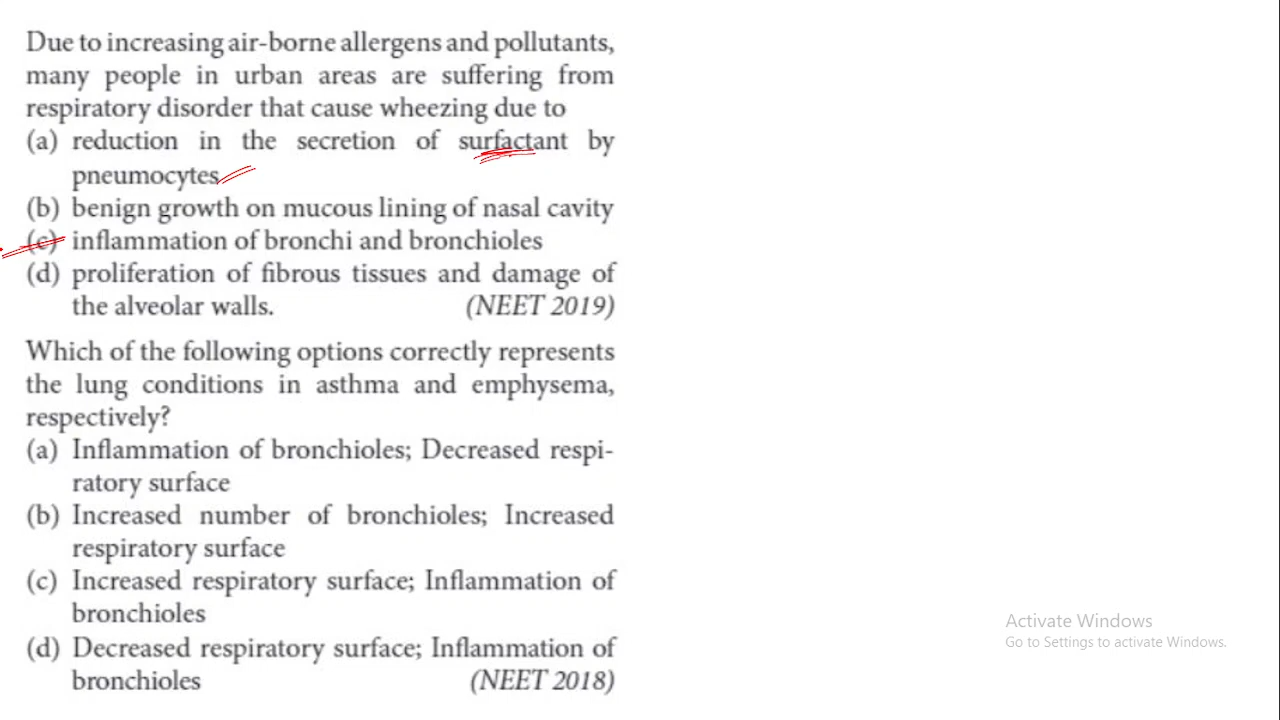 Due to increasing air-borne allergens and pollutants,
many people in urban areas are suffering from
respiratory disorder that cause wheezing due to
(a) reduction in the secretion of surfactant by
pneumocytes
(b) benign growth on mucous lining of nasal cavity
(c) inflammation of bronchi and bronchioles
(d) proliferation of fibrous tissues and damage of
the alveolar walls. (NEET 2019)
Which of the following options correctly represents
the lung conditions in asthma and emphysema,
respectively?
(a) Inflammation of bronchioles; Decreased respi-
ratory surface
(b) Increased number of bronchioles; Increased
respiratory surface
(c) Increased respiratory surface; Inflammation of
bronchioles
(d) Decreased respiratory surface; Inflammation of
bronchioles (NEET 2018)
Activate Windows
Go to Settings to activate Windows.